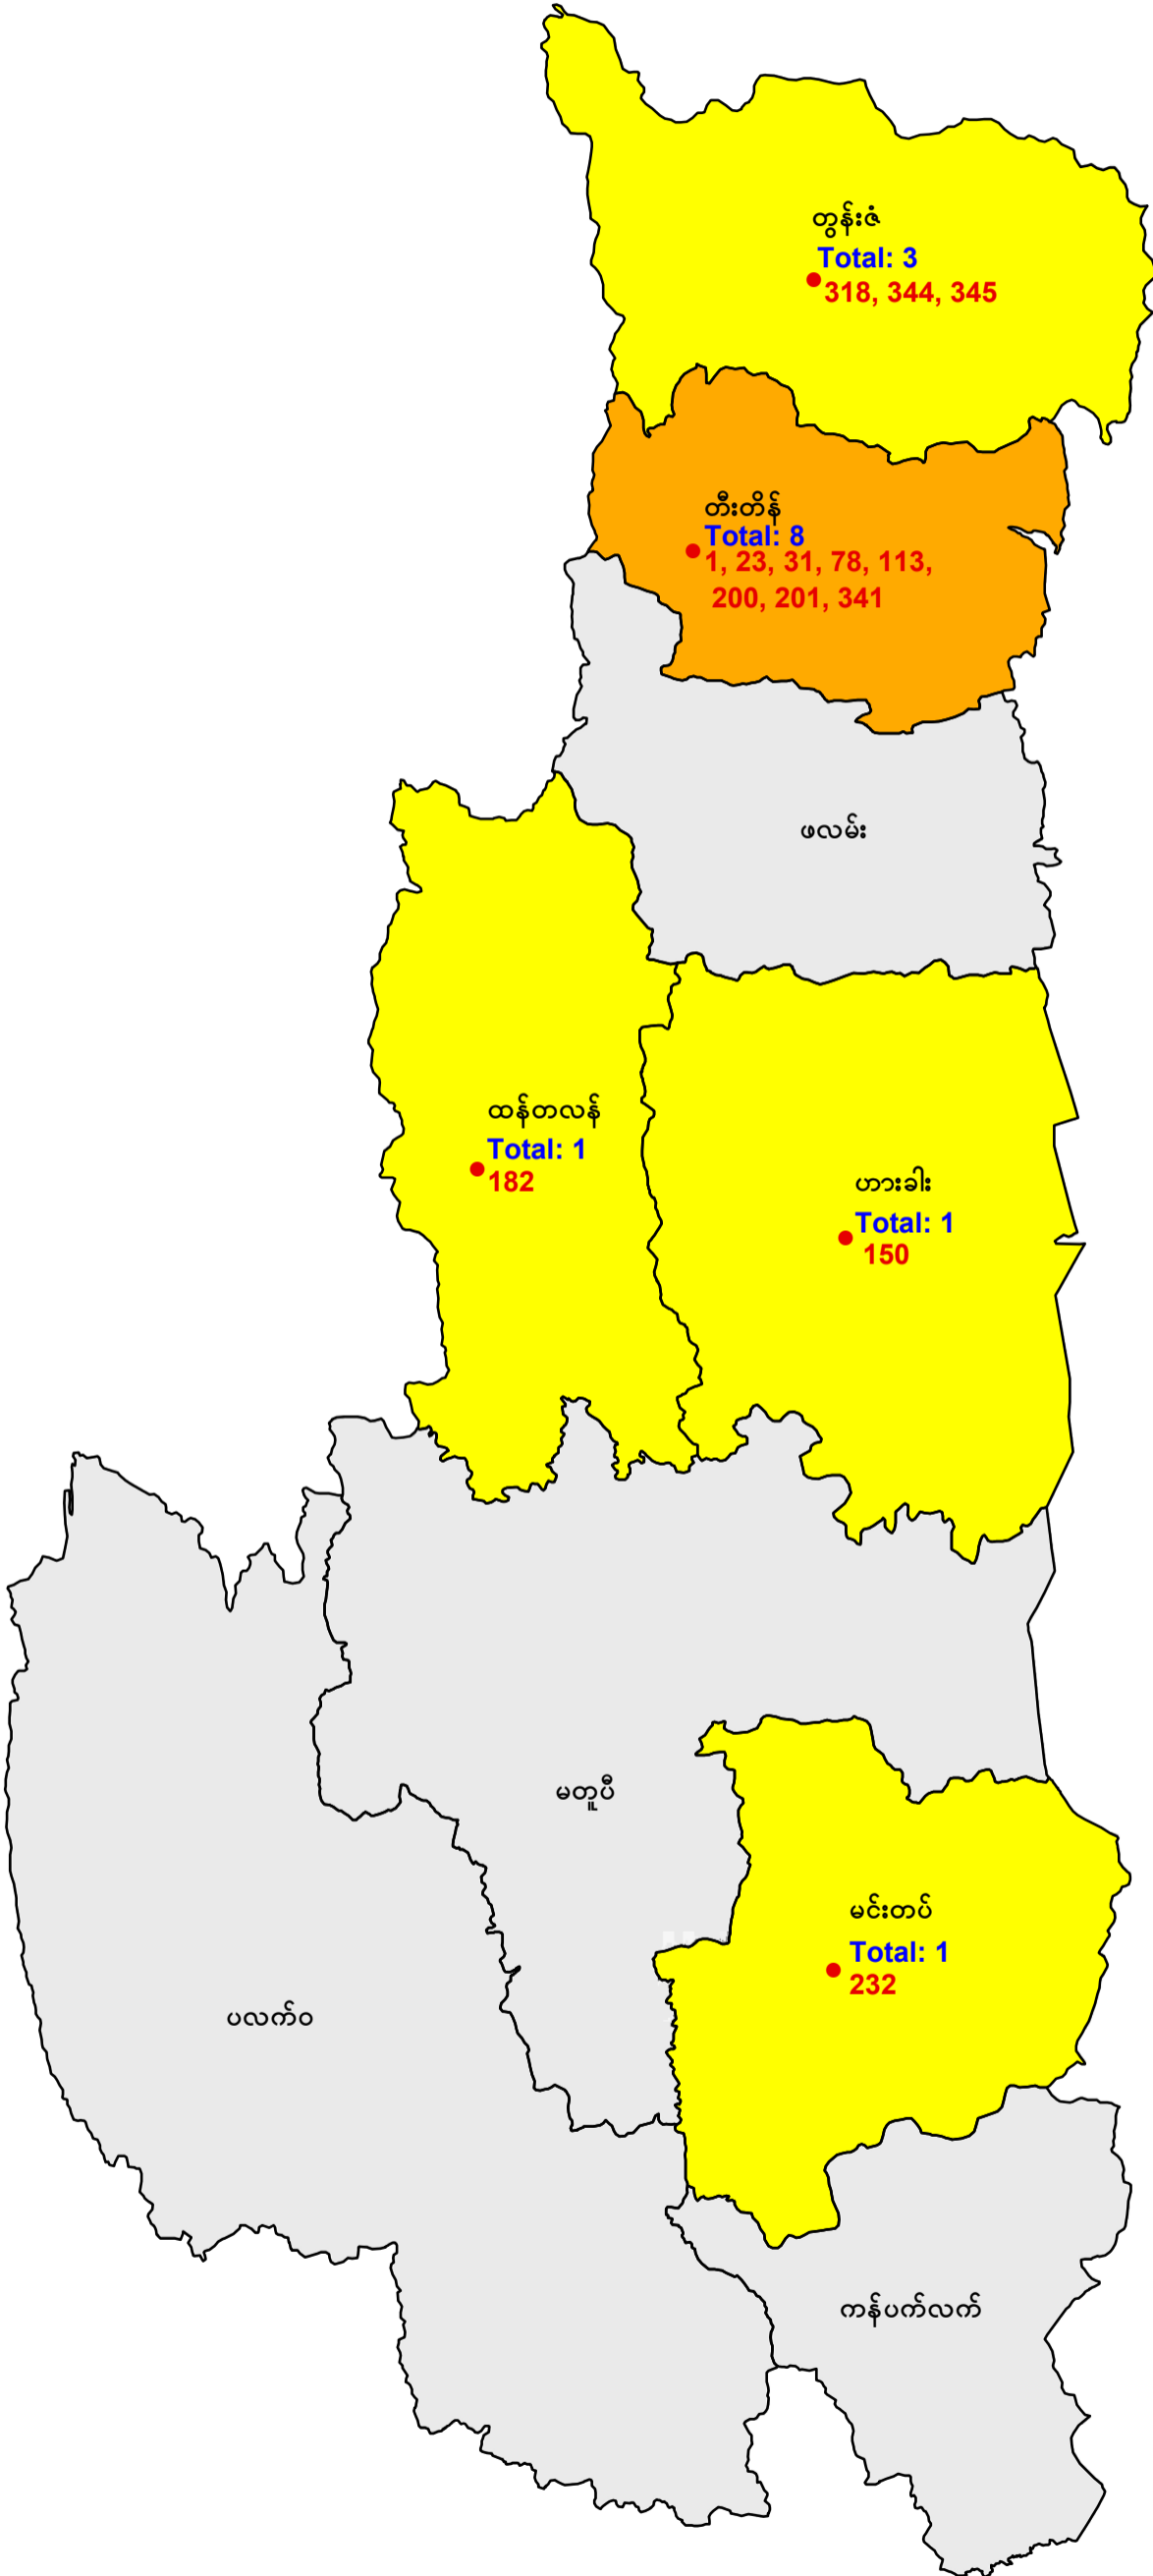 တွန်းဇံ
Total: 3
318, 344, 345
တီးတိန်
Total: 8
1, 23, 31, 78, 113,
200, 201, 341
ဖလမ်း
ထန်တလန်
Total: 1
182
ဟားခါး
Total: 1
150
မတူပီ
မင်းတပ်
Total: 1
232
ပလက်ဝ
ကန်ပက်လက်